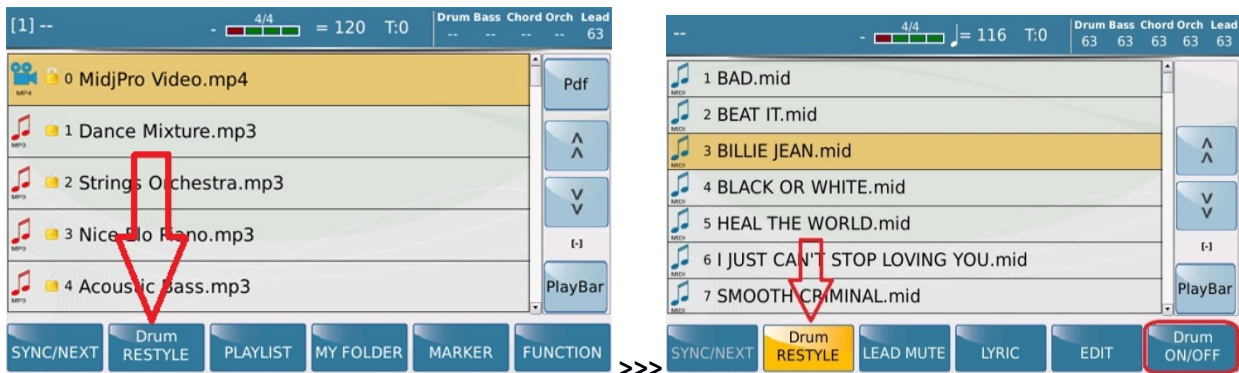 [1] --
- 4/4 = 120 T:0
Drum Bass Chord Orch Lead
-- -- -- -- 63
MP4 0 MidjPro Video.mp4
MP3 1 Dance Mixture.mp3
MP3 2 Strings Orchestra.mp3
MP3 3 Nice Elo Piano.mp3
MP3 4 Acoustic Bass.mp3
Pdf
[-]
PlayBar
SYNC/NEXT
Drum
RESTYLE
PLAYLIST
MY FOLDER
MARKER
FUNCTION
>>>
--
- 4/4 = 116 T:0
Drum Bass Chord Orch Lead
63 63 63 63 63
MIDI 1 BAD.mid
MIDI 2 BEAT IT.mid
MIDI 3 BILLIE JEAN.mid
MIDI 4 BLACK OR WHITE.mid
MIDI 5 HEAL THE WORLD.mid
MIDI 6 I JUST CAN'T STOP LOVING YOU.mid
MIDI 7 SMOOTH CRIMINAL.mid
[-]
PlayBar
SYNC/NEXT
Drum
RESTYLE
LEAD MUTE
LYRIC
EDIT
Drum
ON/OFF